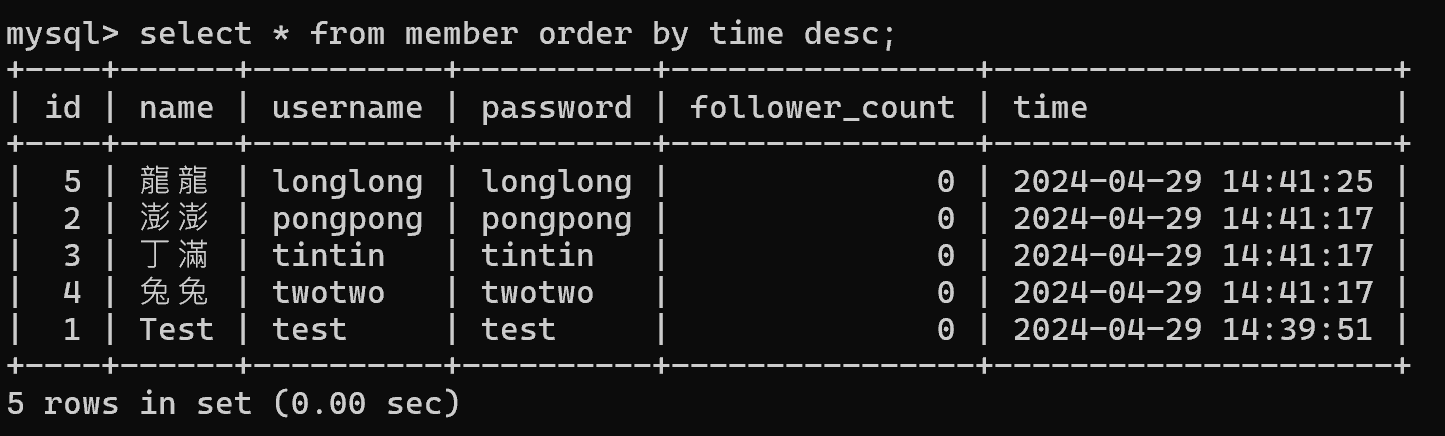 mysql> select * from member order by time desc;
+----+------+----------+----------+----------------+---------------------+
| id | name | username | password | follower_count | time                |
+----+------+----------+----------+----------------+---------------------+
|  5 | 龍龍 | longlong | longlong |              0 | 2024-04-29 14:41:25 |
|  2 | 澎澎 | pongpong | pongpong |              0 | 2024-04-29 14:41:17 |
|  3 | 丁滿 | tintin   | tintin   |              0 | 2024-04-29 14:41:17 |
|  4 | 兔兔 | twotwo   | twotwo   |              0 | 2024-04-29 14:41:17 |
|  1 | Test | test     | test     |              0 | 2024-04-29 14:39:51 |
+----+------+----------+----------+----------------+---------------------+
5 rows in set (0.00 sec)